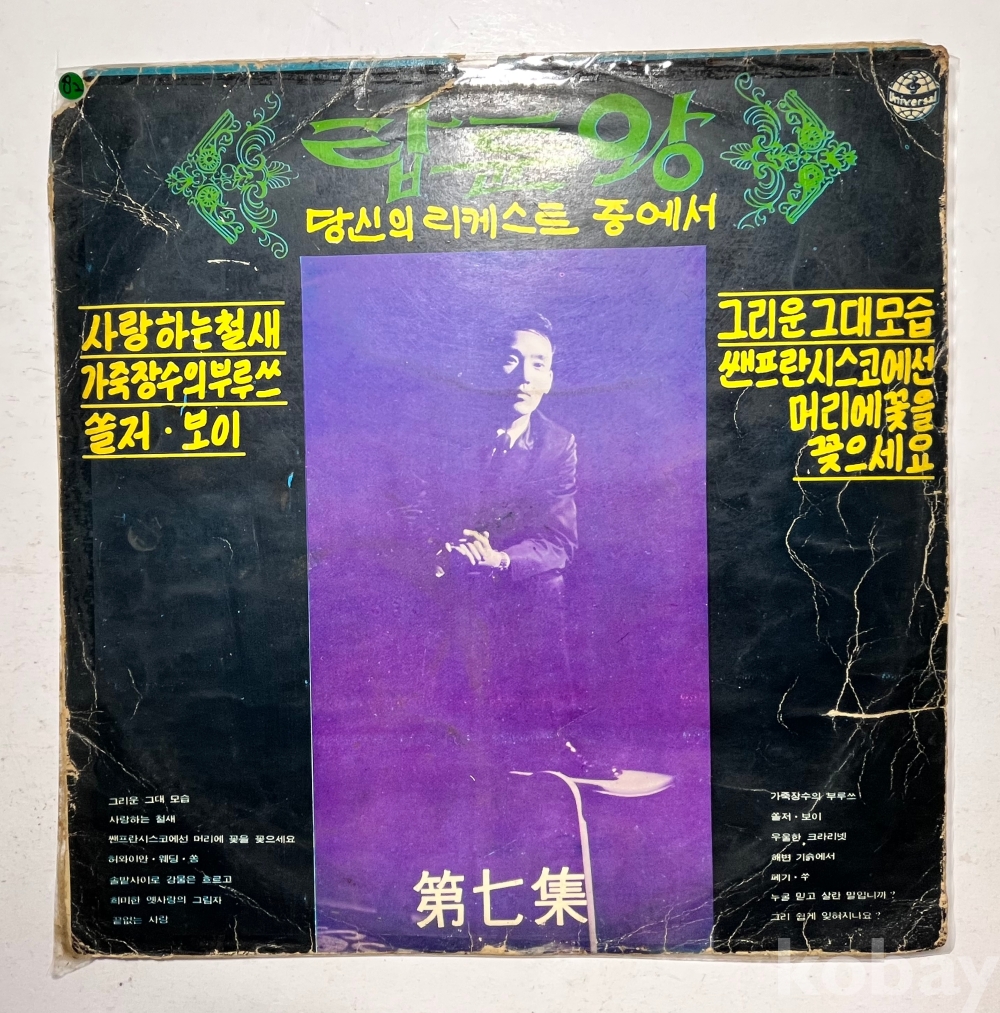 탑튠쑈
당신의 리퀘스트 중에서
Universal
사랑하는철새
가죽장수의부루쓰
쏠저·보이
그리운그대모습
쌘프란시스코에선
머리에꽃을
꽂으세요
그리운 그대 모습
사랑하는 철새
쌘프란시스코에선 머리에 꽃을 꽂으세요
하와이안·웨딩·쏭
솔밭사이로 강물은 흐르고
희미한 옛사랑의 그림자
끝없는 사랑
가죽장수의 부루쓰
쏠저·보이
우울한 크라리넷
해변 기슭에서
페기·쑤
누굴 믿고 살란 말입니까?
그리 쉽게 잊혀지나요?
第七集
kobay